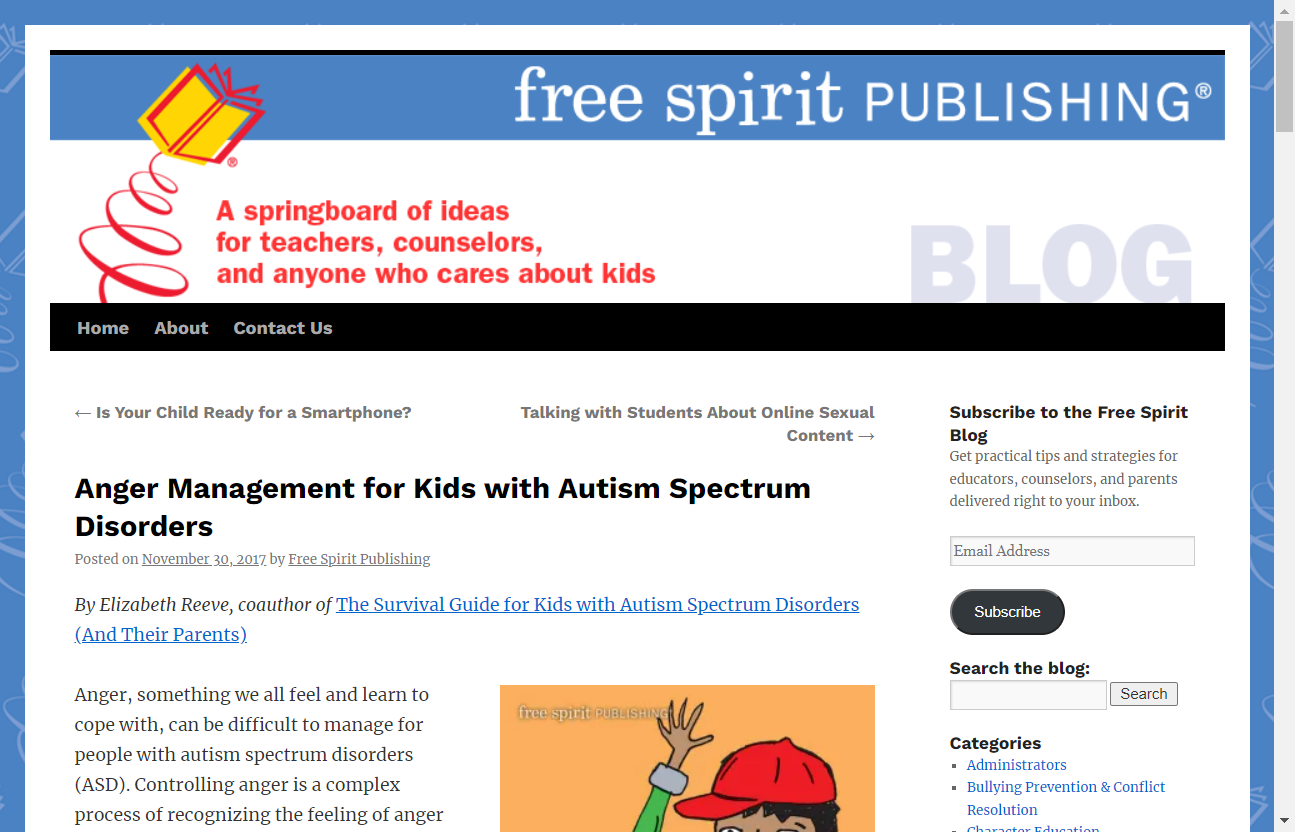 free spirit PUBLISHING®
®
A springboard of ideas
for teachers, counselors,
and anyone who cares about kids
BLOG
Home About Contact Us
← Is Your Child Ready for a Smartphone?
Talking with Students About Online Sexual
Content →
Anger Management for Kids with Autism Spectrum
Disorders
Posted on November 30, 2017 by Free Spirit Publishing
By Elizabeth Reeve, coauthor of The Survival Guide for Kids with Autism Spectrum Disorders
(And Their Parents)
Anger, something we all feel and learn to
cope with, can be difficult to manage for
people with autism spectrum disorders
(ASD). Controlling anger is a complex
process of recognizing the feeling of anger
free spirit PUBLISHING
Subscribe to the Free Spirit
Blog
Get practical tips and strategies for
educators, counselors, and parents
delivered right to your inbox.
Email Address
Subscribe
Search the blog:
Search
Categories
Administrators
Bullying Prevention & Conflict
Resolution
Character Education